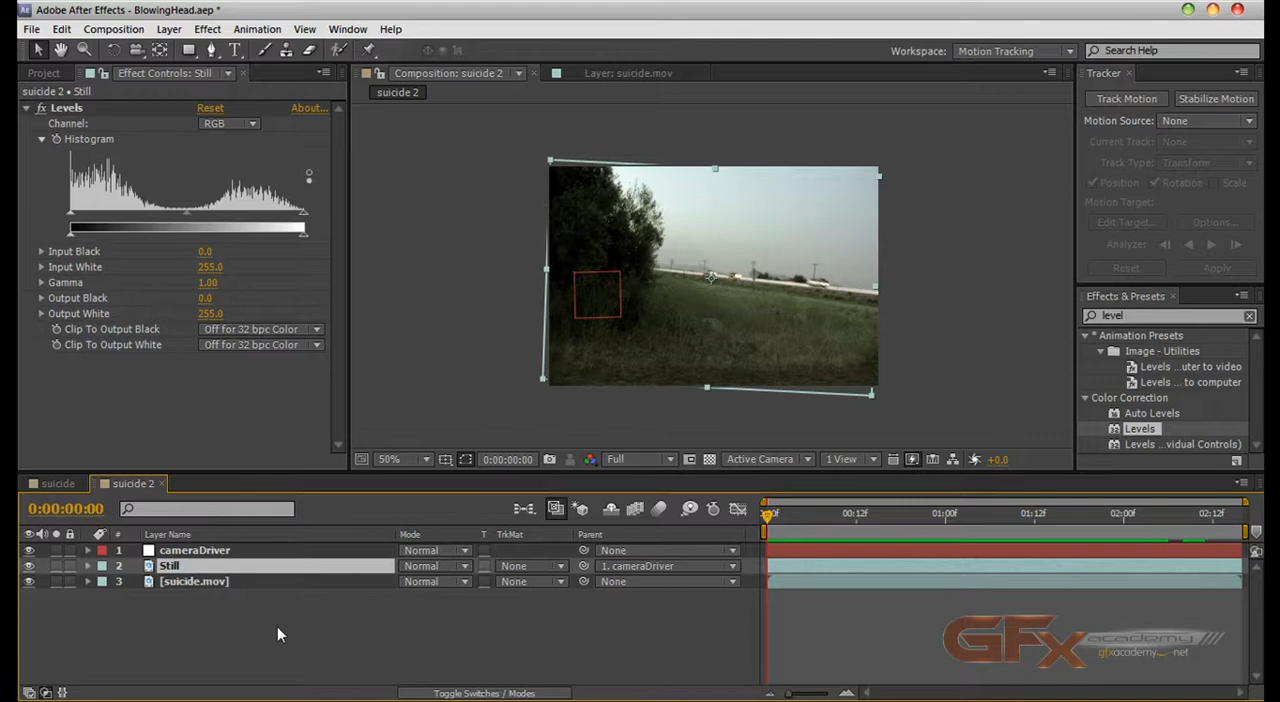 Adobe After Effects - BlowingHead.aep *
File Edit Composition Layer Effect Animation View Window Help
Workspace: Motion Tracking Search Help
Project Effect Controls: Still
suicide 2 • Still
fx Levels Reset About...
Channel: RGB
Histogram
Input Black 0.0
Input White 255.0
Gamma 1.00
Output Black 0.0
Output White 255.0
Clip To Output Black Off for 32 bpc Color
Clip To Output White Off for 32 bpc Color
Composition: suicide 2 Layer: suicide.mov
suicide 2
50% 0:00:00:00 Full Active Camera 1 View +0.0
Tracker
Track Motion Stabilize Motion
Motion Source: None
Current Track: None
Track Type: Transform
Position Rotation Scale
Motion Target:
Edit Target... Options...
Analyzer
Reset Apply
Effects & Presets
level
* Animation Presets
Image - Utilities
Levels ...uter to video
Levels ... to computer
Color Correction
Auto Levels
Levels
Levels ...vidual Controls)
suicide suicide 2
0:00:00:00
00f 00:12f 01:00f 01:12f 02:00f 02:12f
# Layer Name Mode T TrkMat Parent
1 cameraDriver Normal None
2 Still Normal None 1. cameraDriver
3 [suicide.mov] Normal None None
GFx academy
gfxacademy.net
Toggle Switches / Modes